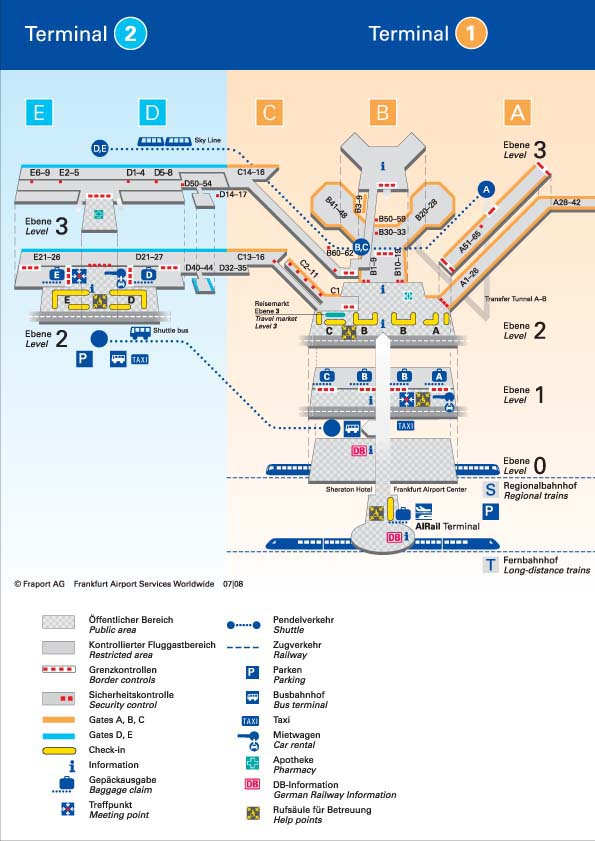 Terminal 2
Terminal 1
E
D
C
B
A
D,E
Sky Line
Ebene
Level 3
E6–9
E2–5
D1–4
D5–8
C14–16
D50–54
D14–17
B41–48
B3–9
B20–28
A
A28–42
B50–59
B30–33
Ebene
Level 3
B,C
B60–62
A51–65
E21–26
D21–27
C13–16
C2–11
B1–9
B10–19
A1–26
D40–44
D32–35
E
D
C1
Reisemarkt
Ebene 3
Travel market
Level 3
Transfer Tunnel A–B
E
D
C
B
B
A
Ebene
Level 2
Ebene
Level 2
Shuttle bus
P
TAXI
C
B
B
A
Ebene
Level 1
TAXI
DB
Ebene
Level 0
Sheraton Hotel
Frankfurt Airport Center
S
Regionalbahnhof
Regional trains
P
AIRail Terminal
DB
T
Fernbahnhof
Long-distance trains
© Fraport AG Frankfurt Airport Services Worldwide 07|08
Öffentlicher Bereich
Public area
Kontrollierter Fluggastbereich
Restricted area
Grenzkontrollen
Border controls
Sicherheitskontrolle
Security control
Gates A, B, C
Gates D, E
Check-in
Information
Gepäckausgabe
Baggage claim
Treffpunkt
Meeting point
Pendelverkehr
Shuttle
Zugverkehr
Railway
P
Parken
Parking
Busbahnhof
Bus terminal
TAXI
Taxi
Mietwagen
Car rental
Apotheke
Pharmacy
DB
DB-Information
German Railway Information
Rufsäule für Betreuung
Help points